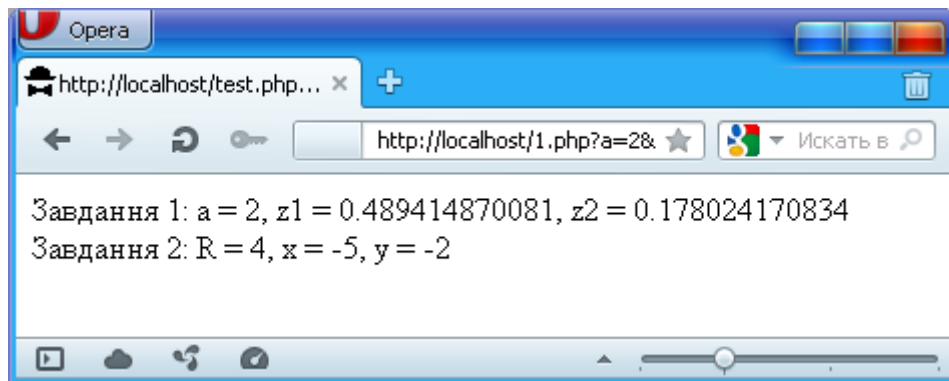 Opera
http://localhost/test.php...
http://localhost/1.php?a=2&
Искать в
Завдання 1: a = 2, z1 = 0.489414870081, z2 = 0.178024170834
Завдання 2: R = 4, x = -5, y = -2